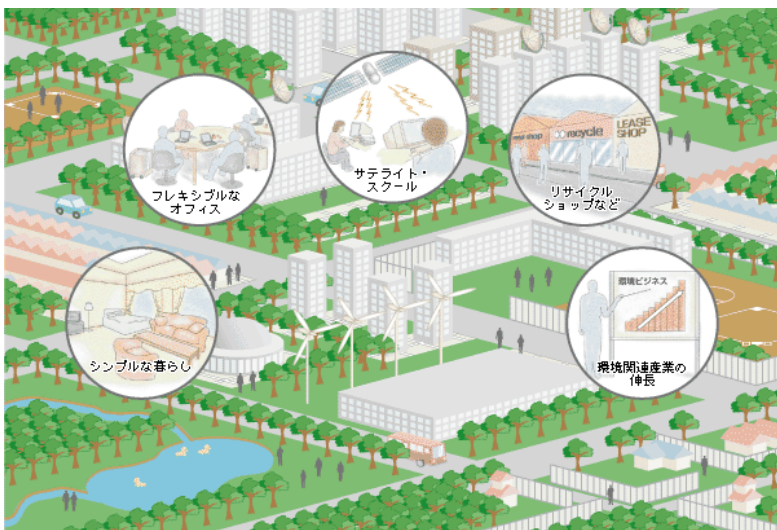 フレキシブルな
オフィス
サテライト・
スクール
recycle
LEASE
SHOP
リサイクル
ショップなど
シンプルな暮らし
環境ビジネス
環境関連産業の
伸長